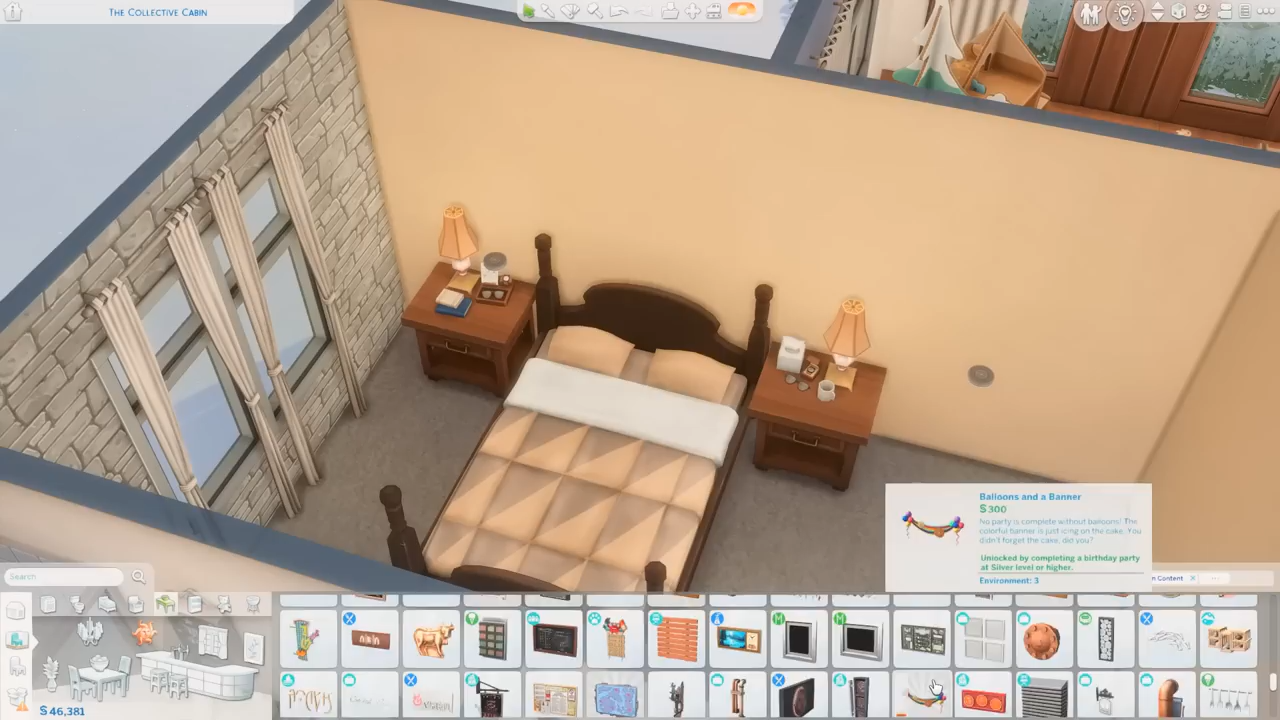 THE COLLECTIVE CABIN
Balloons and a Banner
§300
No party is complete without balloons! The
colorful banner is just icing on the cake. You
didn't forget the cake, did you?
Unlocked by completing a birthday party
at Silver level or higher.
Environment: 3
n Content
Search
§46,381